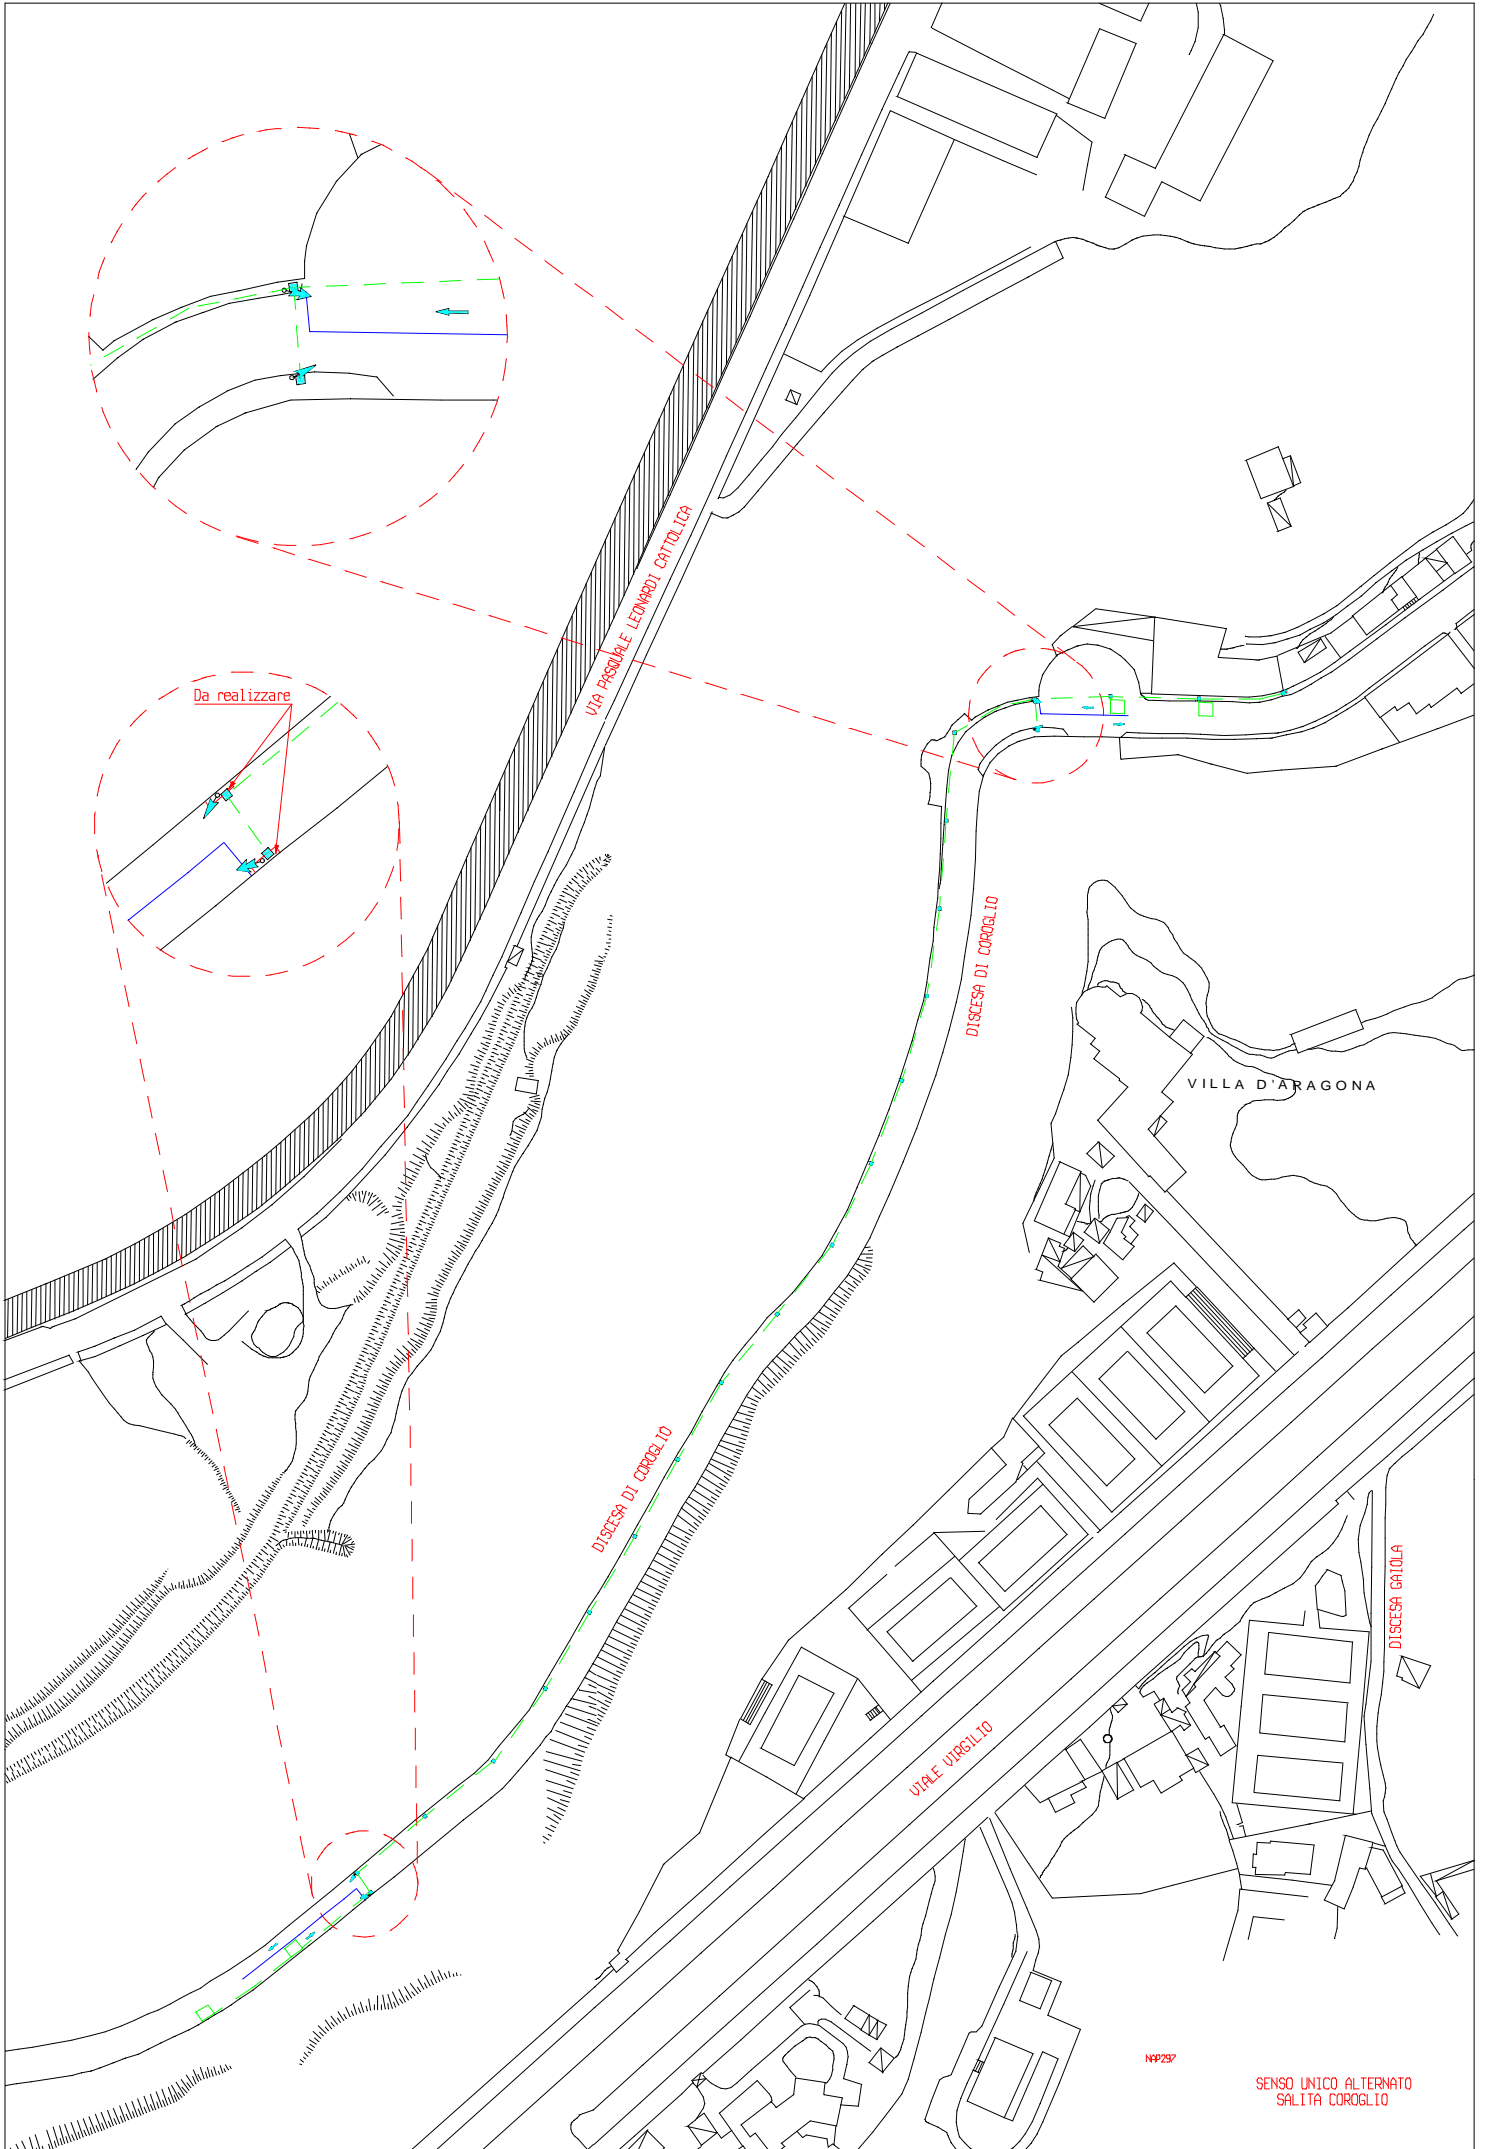 VIA PASQUALE LEONARDI CATTOLICA
Da realizzare
DISCESA DI COROGLIO
VILLA D'ARAGONA
DISCESA DI COROGLIO
DISCESA GAIOLA
VIALE VIRGILIO
NAP297
SENSO UNICO ALTERNATO
SALITA COROGLIO